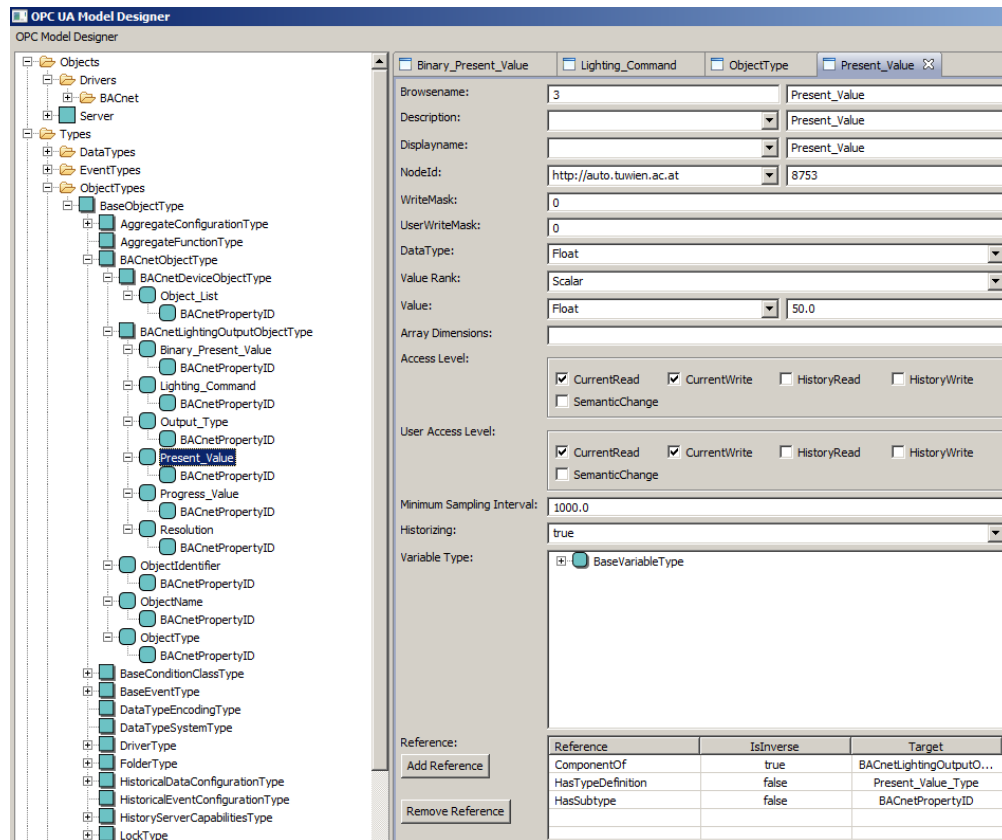 OPC UA Model Designer
OPC Model Designer
Objects
Drivers
BACnet
Server
Types
DataTypes
EventTypes
ObjectTypes
BaseObjectType
AggregateConfigurationType
AggregateFunctionType
BACnetObjectType
BACnetDeviceObjectType
Object_List
BACnetPropertyID
BACnetLightingOutputObjectType
Binary_Present_Value
BACnetPropertyID
Lighting_Command
BACnetPropertyID
Output_Type
BACnetPropertyID
Present_Value
BACnetPropertyID
Progress_Value
BACnetPropertyID
Resolution
BACnetPropertyID
ObjectIdentifier
BACnetPropertyID
ObjectName
BACnetPropertyID
ObjectType
BACnetPropertyID
BaseConditionClassType
BaseEventType
DataTypeEncodingType
DataTypeSystemType
DriverType
FolderType
HistoricalDataConfigurationType
HistoricalEventConfigurationType
HistoryServerCapabilitiesType
LockType
Binary_Present_Value Lighting_Command ObjectType Present_Value
Browsename: 3 Present_Value
Description: Present_Value
Displayname: Present_Value
NodeId: http://auto.tuwien.ac.at 8753
WriteMask: 0
UserWriteMask: 0
DataType: Float
Value Rank: Scalar
Value: Float 50.0
Array Dimensions:
Access Level:
CurrentRead CurrentWrite HistoryRead HistoryWrite
SemanticChange
User Access Level:
CurrentRead CurrentWrite HistoryRead HistoryWrite
SemanticChange
Minimum Sampling Interval: 1000.0
Historizing: true
Variable Type: BaseVariableType
Reference:
Add Reference
Remove Reference
Reference IsInverse Target
ComponentOf true BACnetLightingOutputO...
HasTypeDefinition false Present_Value_Type
HasSubtype false BACnetPropertyID